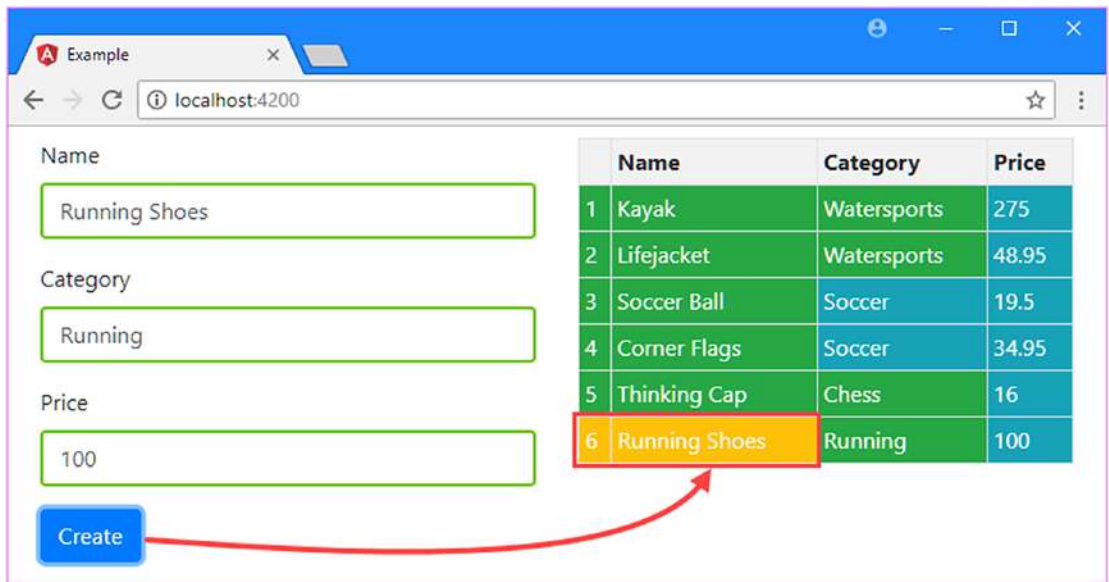 Example
localhost:4200
Name
Running Shoes
Category
Running
Price
100
Create
Name Category Price
1 Kayak Watersports 275
2 Lifejacket Watersports 48.95
3 Soccer Ball Soccer 19.5
4 Corner Flags Soccer 34.95
5 Thinking Cap Chess 16
6 Running Shoes Running 100